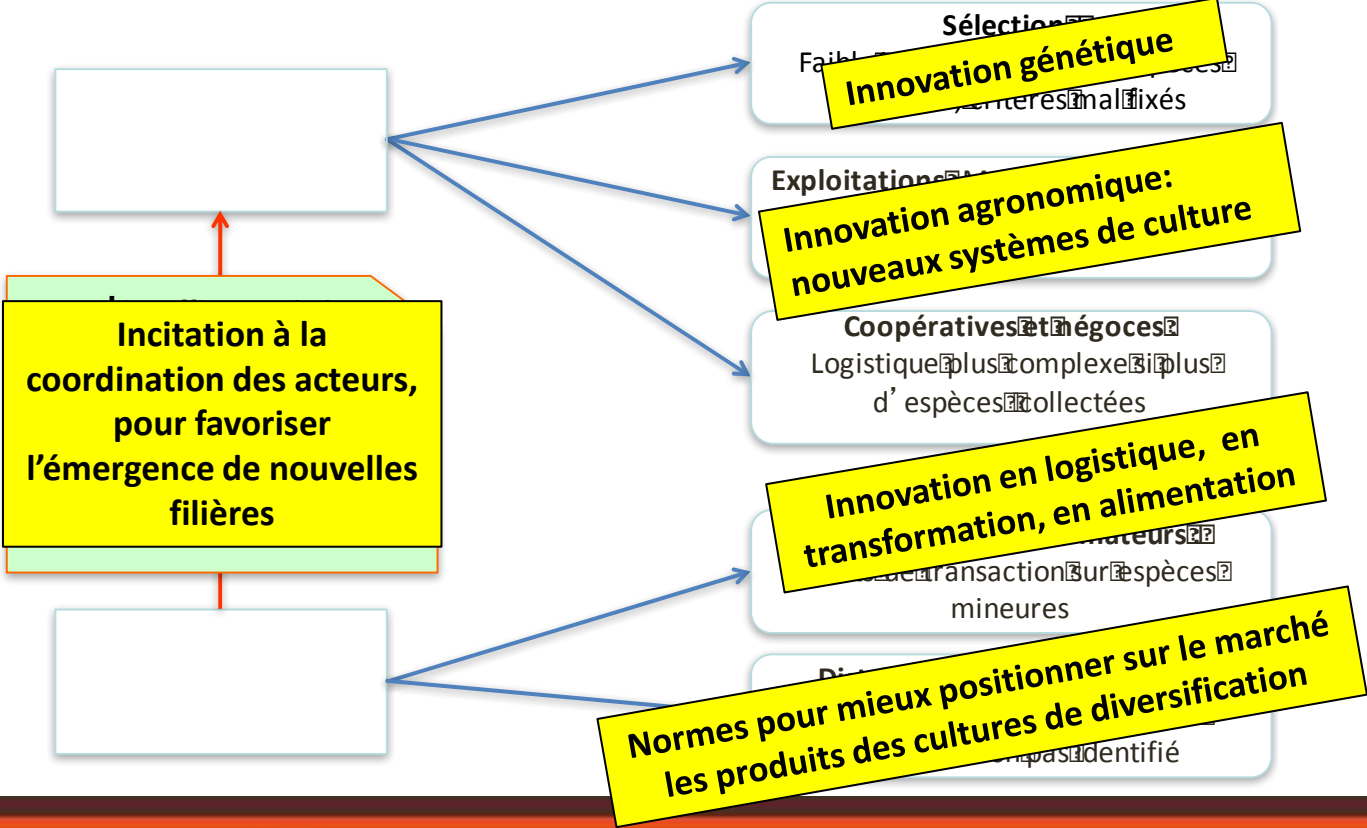 Sélection
Innovation génétique
critères mal fixés
Exploitations
Innovation agronomique:
nouveaux systèmes de culture
Coopératives et négoces
Logistique plus complexe si plus
d’ espèces collectées
Incitation à la
coordination des acteurs,
pour favoriser
l’émergence de nouvelles
filières
Innovation en logistique, en
transformation, en alimentation
transaction sur espèces
mineures
Normes pour mieux positionner sur le marché
les produits des cultures de diversification
pas identifié